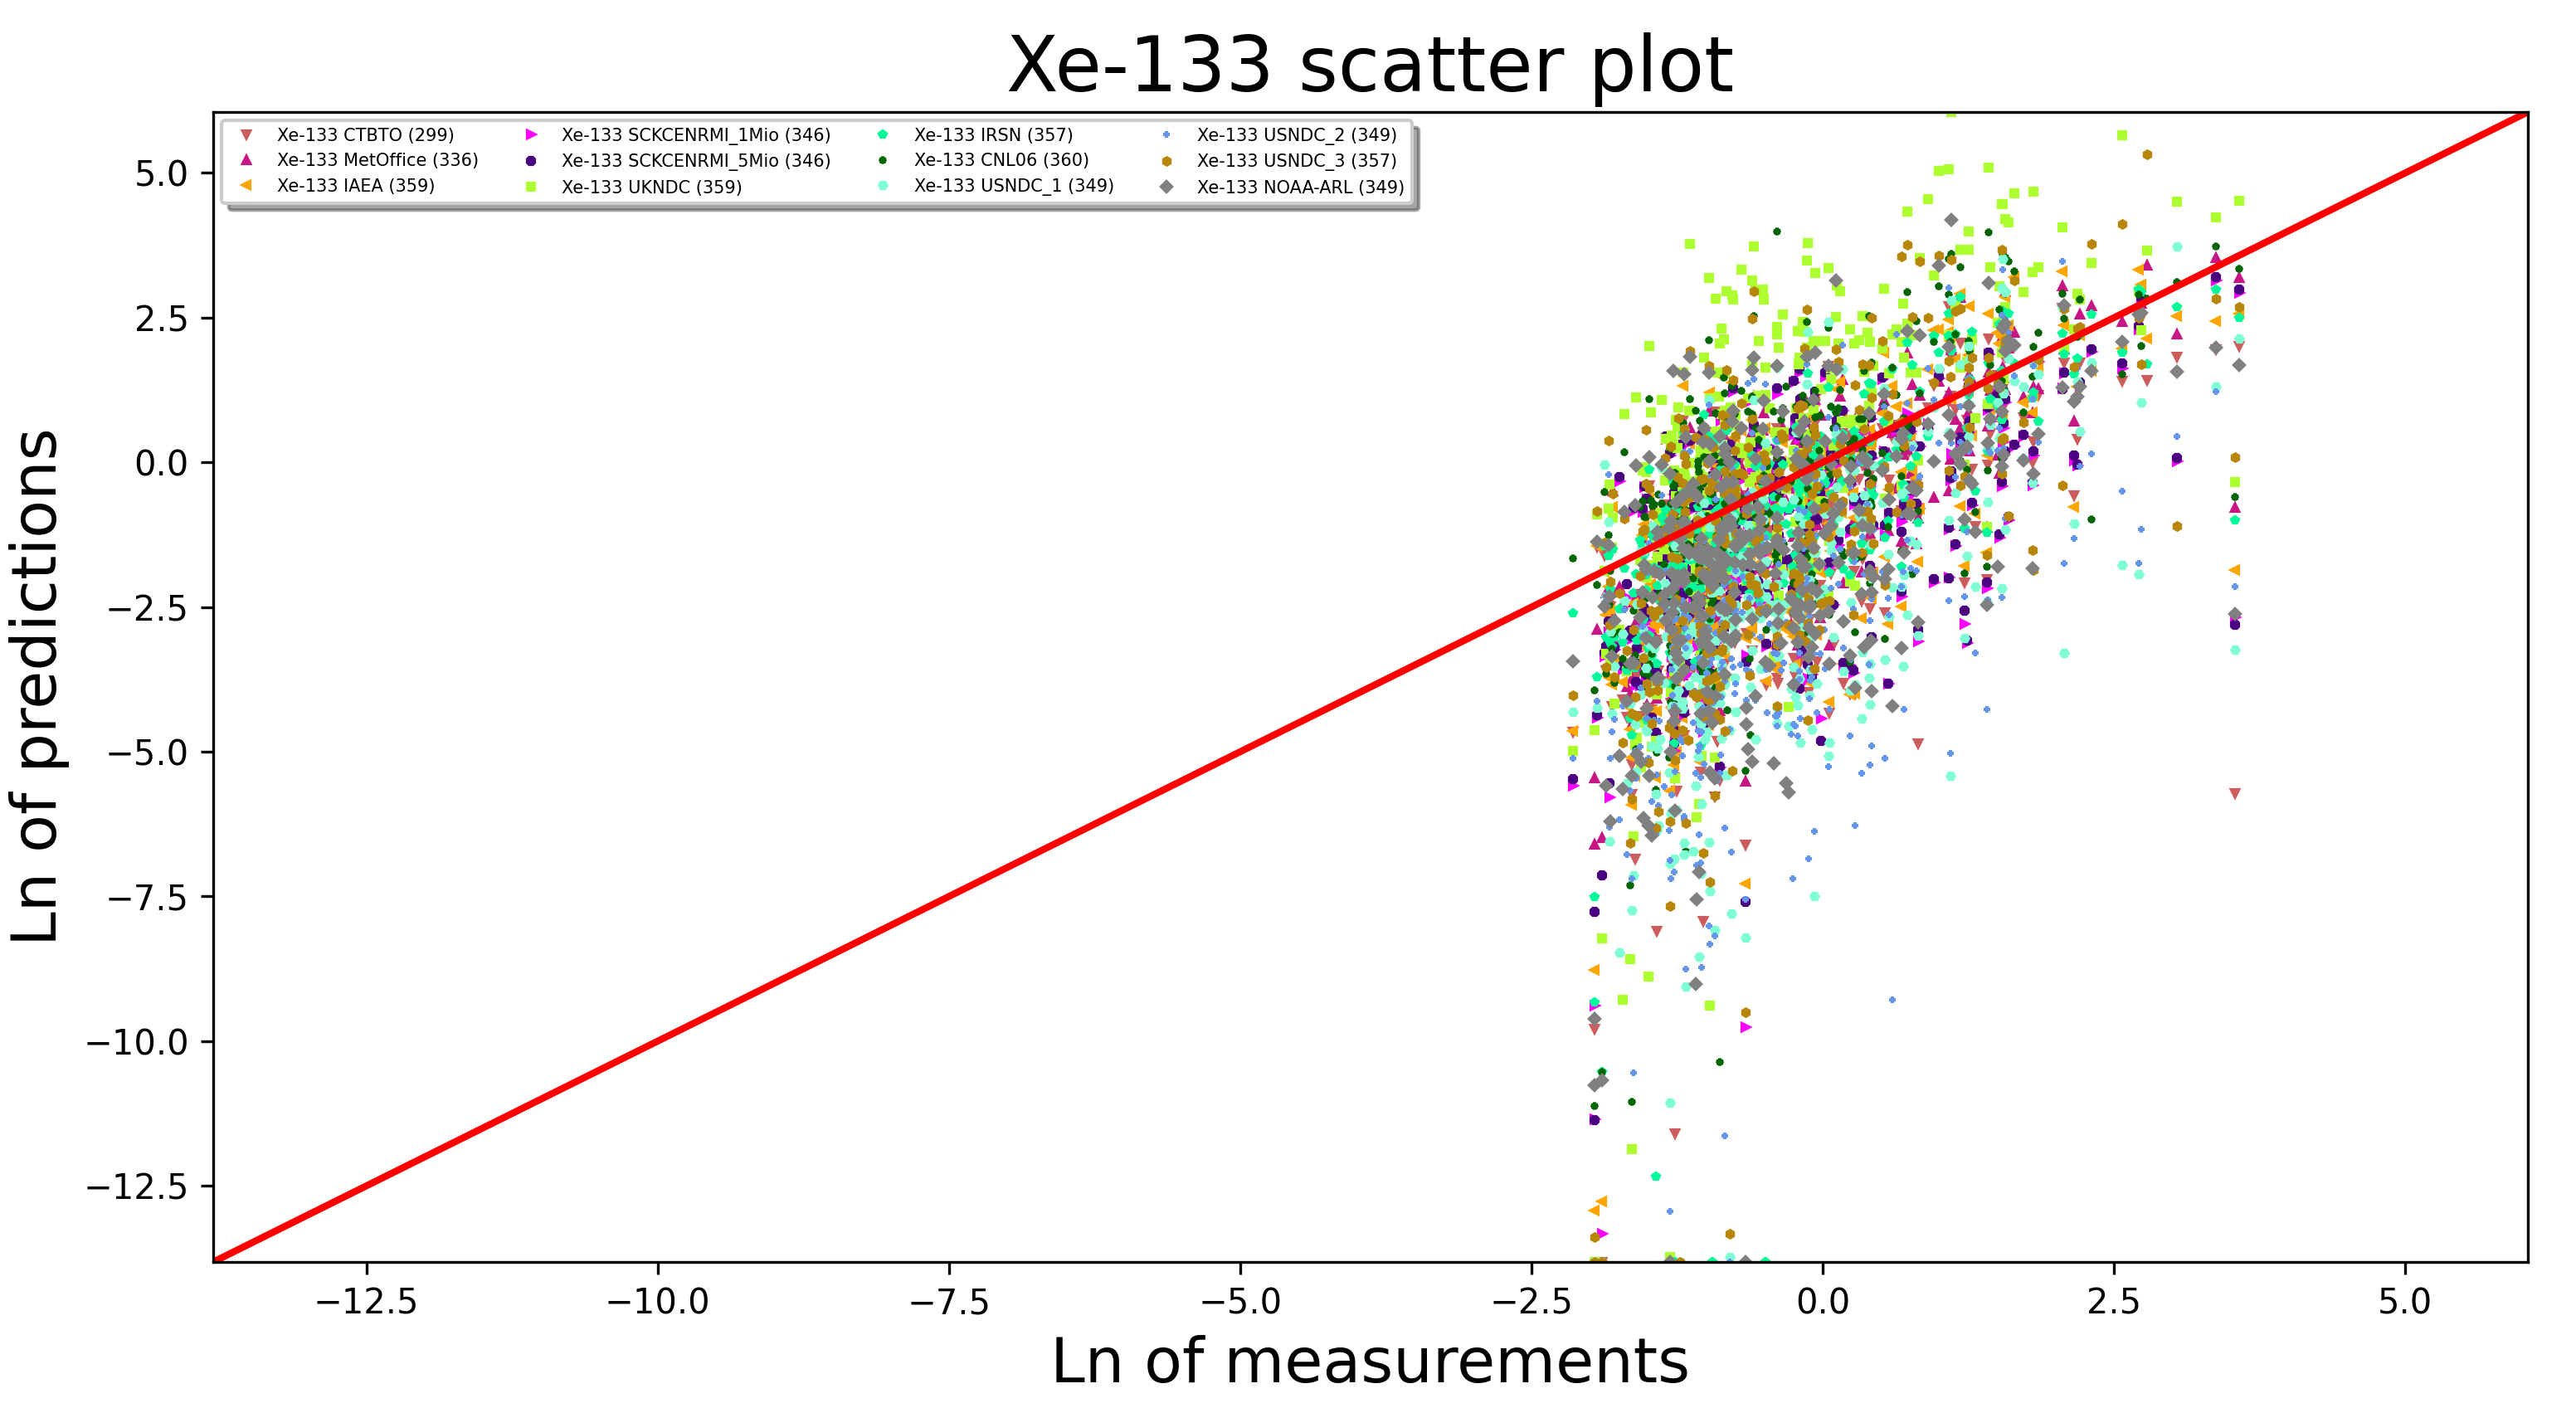 Xe-133 scatter plot
Xe-133 CTBTO (299)
Xe-133 MetOffice (336)
Xe-133 IAEA (359)
Xe-133 SCKCENRMI_1Mio (346)
Xe-133 SCKCENRMI_5Mio (346)
Xe-133 UKNDC (359)
Xe-133 IRSN (357)
Xe-133 CNL06 (360)
Xe-133 USNDC_1 (349)
Xe-133 USNDC_2 (349)
Xe-133 USNDC_3 (357)
Xe-133 NOAA-ARL (349)
Ln of predictions
5.0
2.5
0.0
−2.5
−5.0
−7.5
−10.0
−12.5
−12.5 −10.0 −7.5 −5.0 −2.5 0.0 2.5 5.0
Ln of measurements